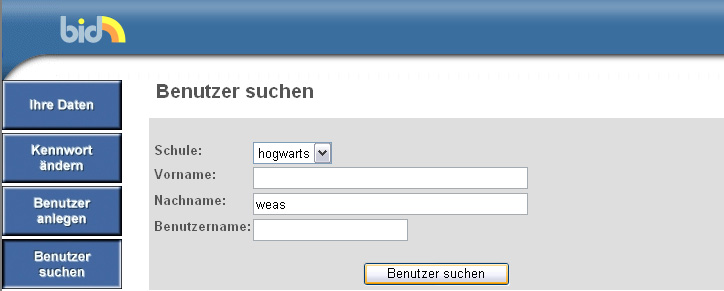 bid
Benutzer suchen
Ihre Daten
Kennwort
ändern
Benutzer
anlegen
Benutzer
suchen
Schule: hogwarts
Vorname:
Nachname: weas
Benutzername:
Benutzer suchen